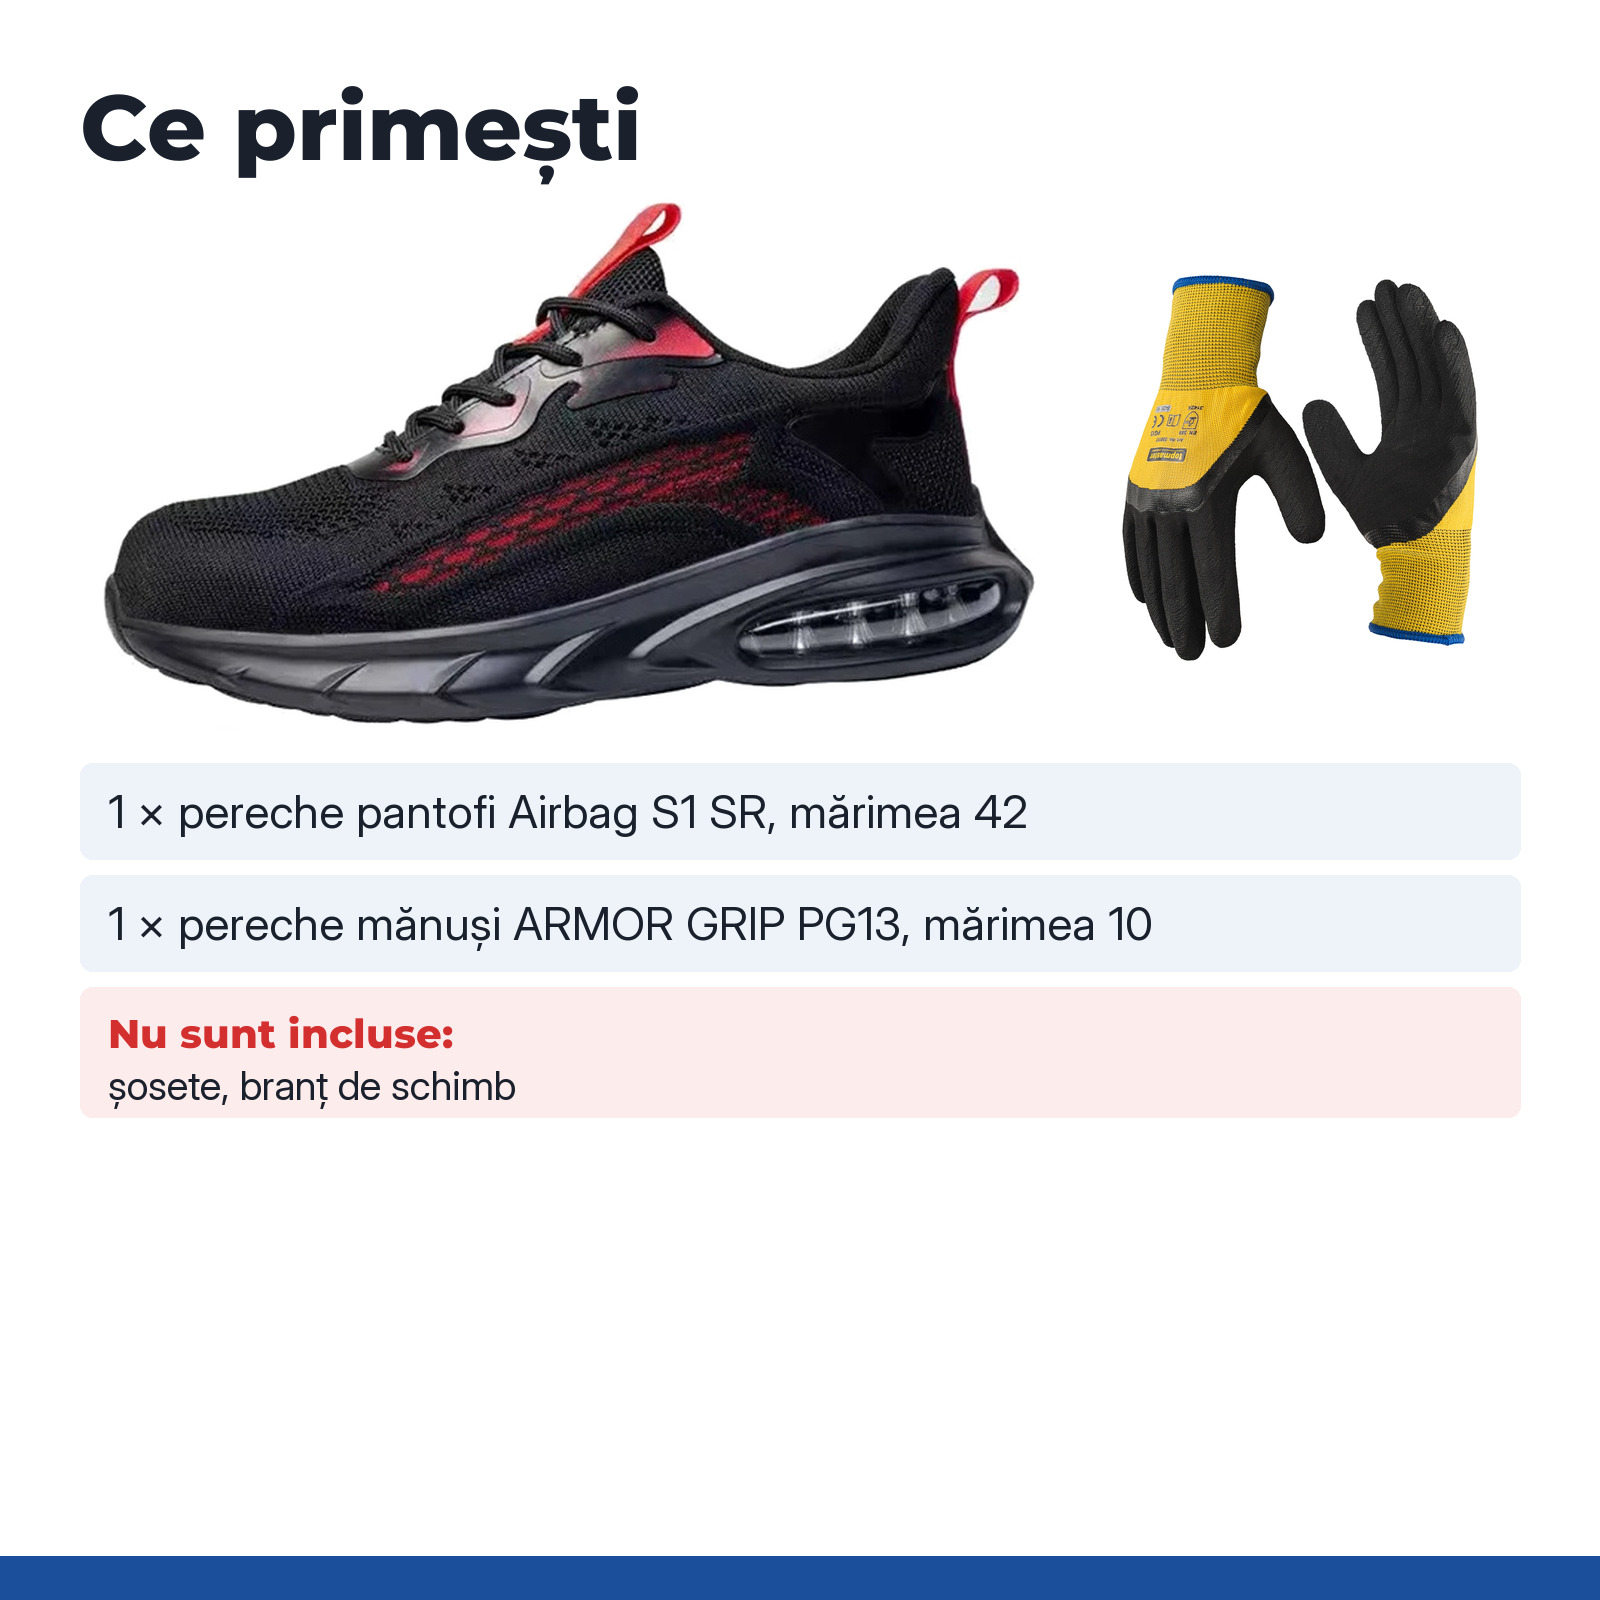 Ce primești
topmaster
1 × pereche pantofi Airbag S1 SR, mărimea 42
1 × pereche mănuși ARMOR GRIP PG13, mărimea 10
Nu sunt incluse:
șosete, branț de schimb